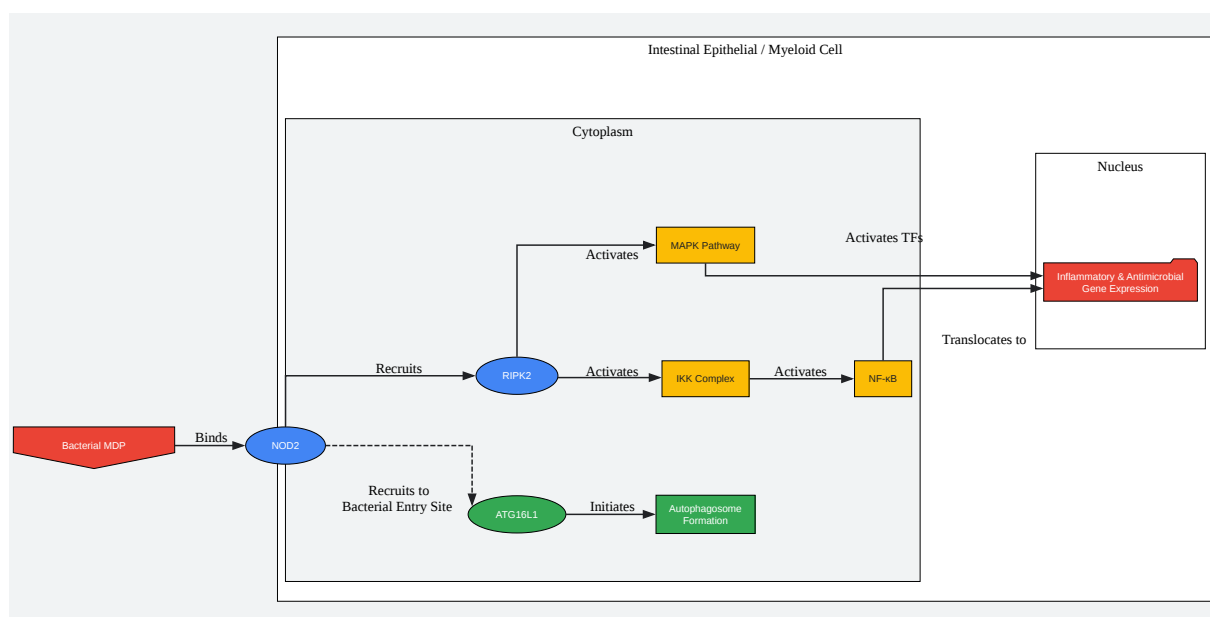 Intestinal Epithelial / Myeloid Cell
Cytoplasm
Nucleus
Activates TFs
MAPK Pathway
Activates
Inflammatory & Antimicrobial
Gene Expression
Translocates to
Recruits
RIPK2
Activates
IKK Complex
Activates
NF-κB
Bacterial MDP
Binds
NOD2
Recruits to
Bacterial Entry Site
ATG16L1
Initiates
Autophagosome
Formation